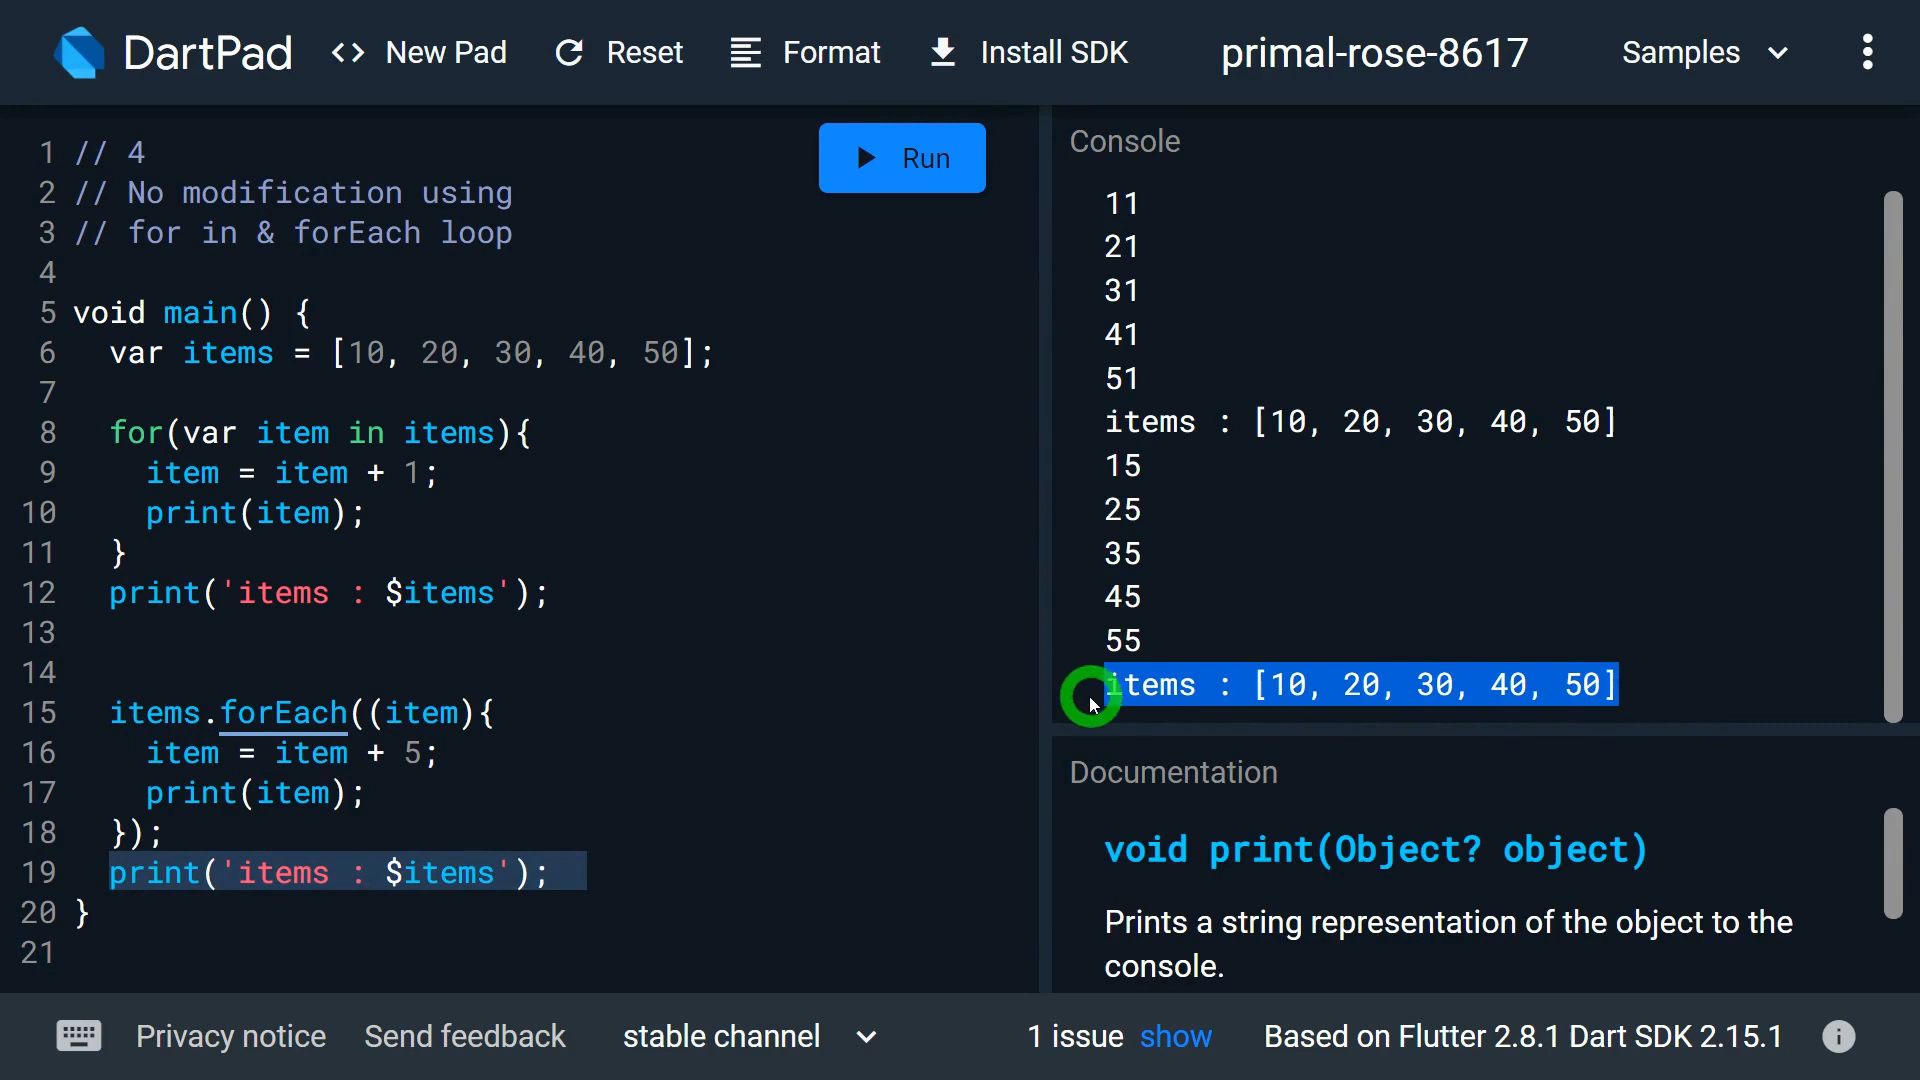 DartPad <> New Pad Reset Format Install SDK primal-rose-8617 Samples
1 // 4
2 // No modification using
3 // for in & forEach loop
4
5 void main() {
6   var items = [10, 20, 30, 40, 50];
7
8   for(var item in items){
9     item = item + 1;
10     print(item);
11   }
12   print('items : $items');
13
14
15   items.forEach((item){
16     item = item + 5;
17     print(item);
18   });
19   print('items : $items');
20 }
21
Run
Console
11
21
31
41
51
items : [10, 20, 30, 40, 50]
15
25
35
45
55
items : [10, 20, 30, 40, 50]
Documentation
void print(Object? object)
Prints a string representation of the object to the
console.
Privacy notice Send feedback stable channel 1 issue show Based on Flutter 2.8.1 Dart SDK 2.15.1